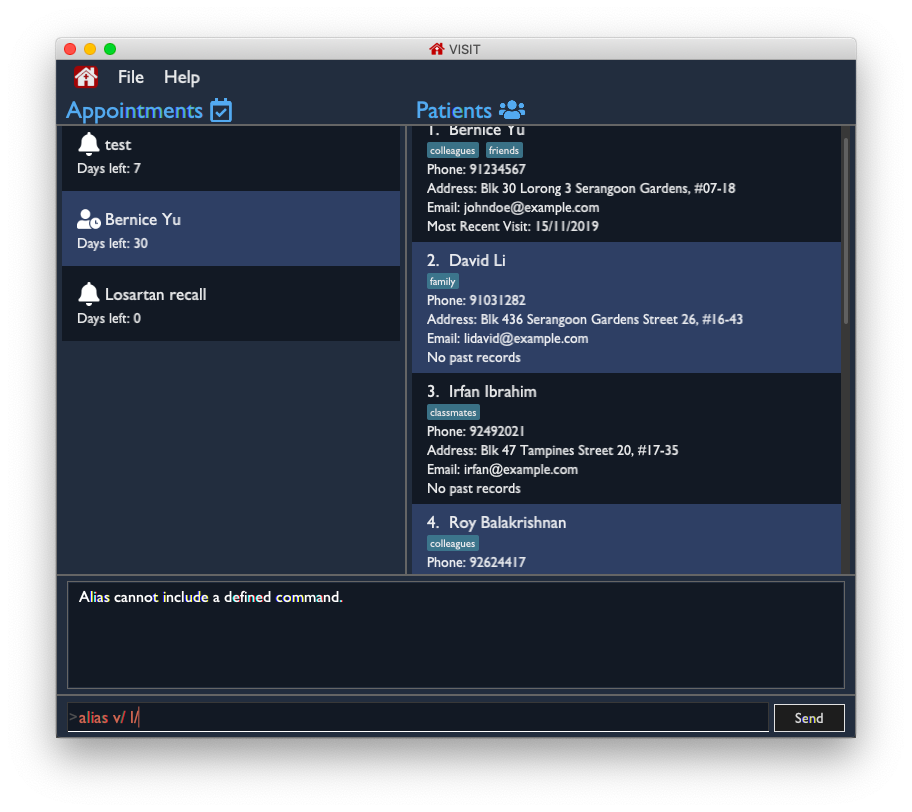 VISIT
File Help
Appointments
test
Days left: 7
Bernice Yu
Days left: 30
Losartan recall
Days left: 0
Patients
1. Bernice Yu
colleagues friends
Phone: 91234567
Address: Blk 30 Lorong 3 Serangoon Gardens, #07-18
Email: johndoe@example.com
Most Recent Visit: 15/11/2019
2. David Li
family
Phone: 91031282
Address: Blk 436 Serangoon Gardens Street 26, #16-43
Email: lidavid@example.com
No past records
3. Irfan Ibrahim
classmates
Phone: 92492021
Address: Blk 47 Tampines Street 20, #17-35
Email: irfan@example.com
No past records
4. Roy Balakrishnan
colleagues
Phone: 92624417
Alias cannot include a defined command.
>alias v/ l/
Send